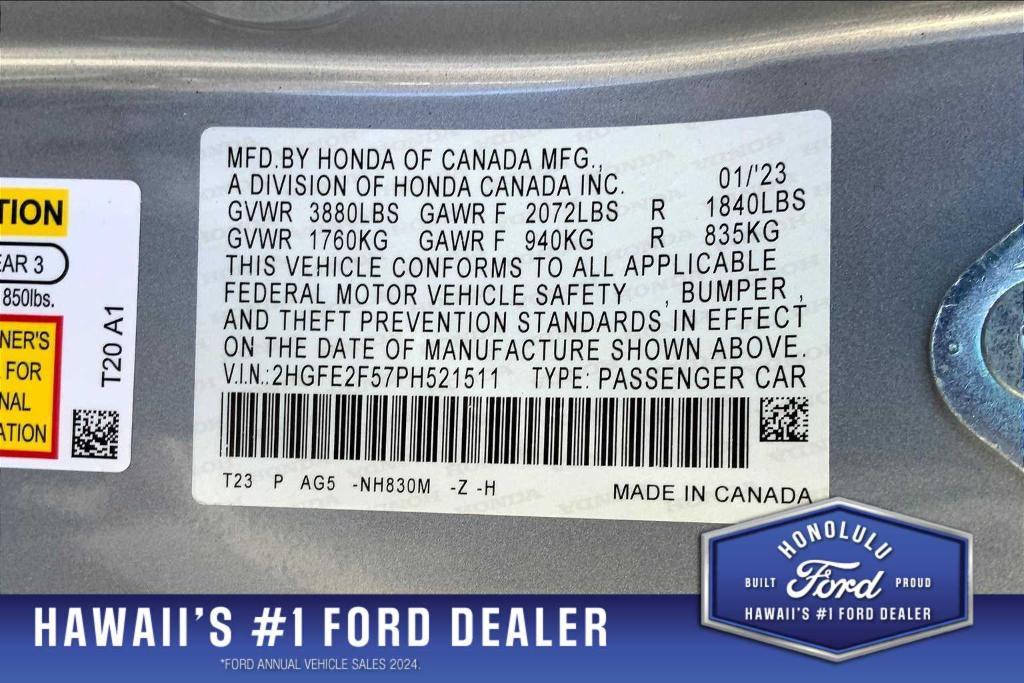 TION
EAR 3
850lbs.
NER'S
FOR
NAL
ATION
T20 A1
MFD.BY HONDA OF CANADA MFG.,
A DIVISION OF HONDA CANADA INC. 01/'23
GVWR 3880LBS GAWR F 2072LBS R 1840LBS
GVWR 1760KG GAWR F 940KG R 835KG
THIS VEHICLE CONFORMS TO ALL APPLICABLE
FEDERAL MOTOR VEHICLE SAFETY , BUMPER ,
AND THEFT PREVENTION STANDARDS IN EFFECT
ON THE DATE OF MANUFACTURE SHOWN ABOVE.
V.I.N.:2HGFE2F57PH521511 TYPE: PASSENGER CAR
T23 P AG5 -NH830M -Z -H
MADE IN CANADA
HONOLULU
BUILT Ford PROUD
HAWAII'S #1 FORD DEALER
HAWAII'S #1 FORD DEALER
*FORD ANNUAL VEHICLE SALES 2024.